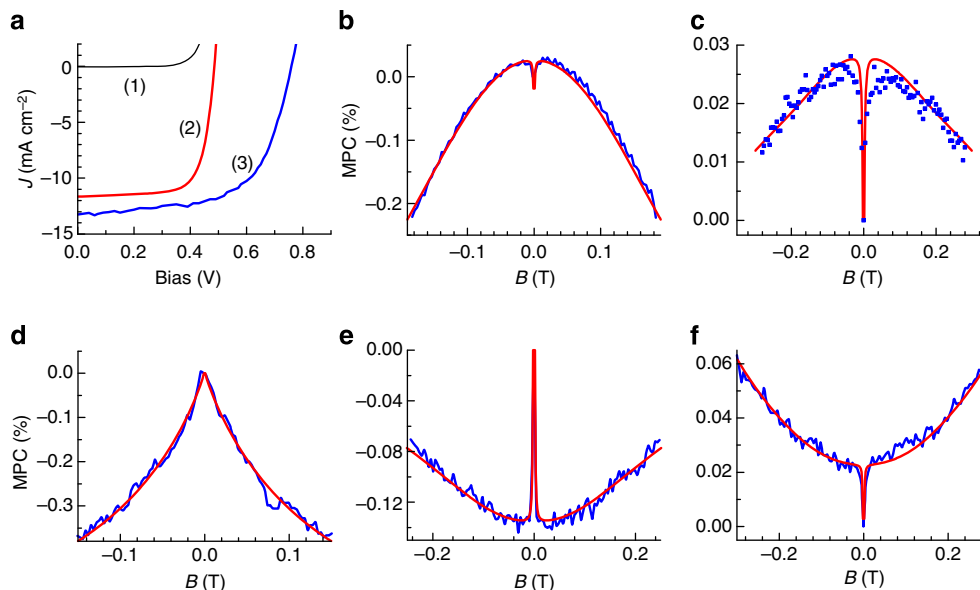 a
J (mA cm⁻²)
0
−5
−10
−15
(1)
(2)
(3)
0.0 0.2 0.4 0.6 0.8
Bias (V)
b
MPC (%)
0.0
−0.1
−0.2
−0.1 0.0 0.1
B (T)
c
0.03
0.02
0.01
0.00
−0.2 0.0 0.2
B (T)
d
MPC (%)
0.0
−0.1
−0.2
−0.3
−0.1 0.0 0.1
B (T)
e
0.00
−0.04
−0.08
−0.12
−0.2 0.0 0.2
B (T)
f
0.06
0.04
0.02
0.00
−0.2 0.0 0.2
B (T)